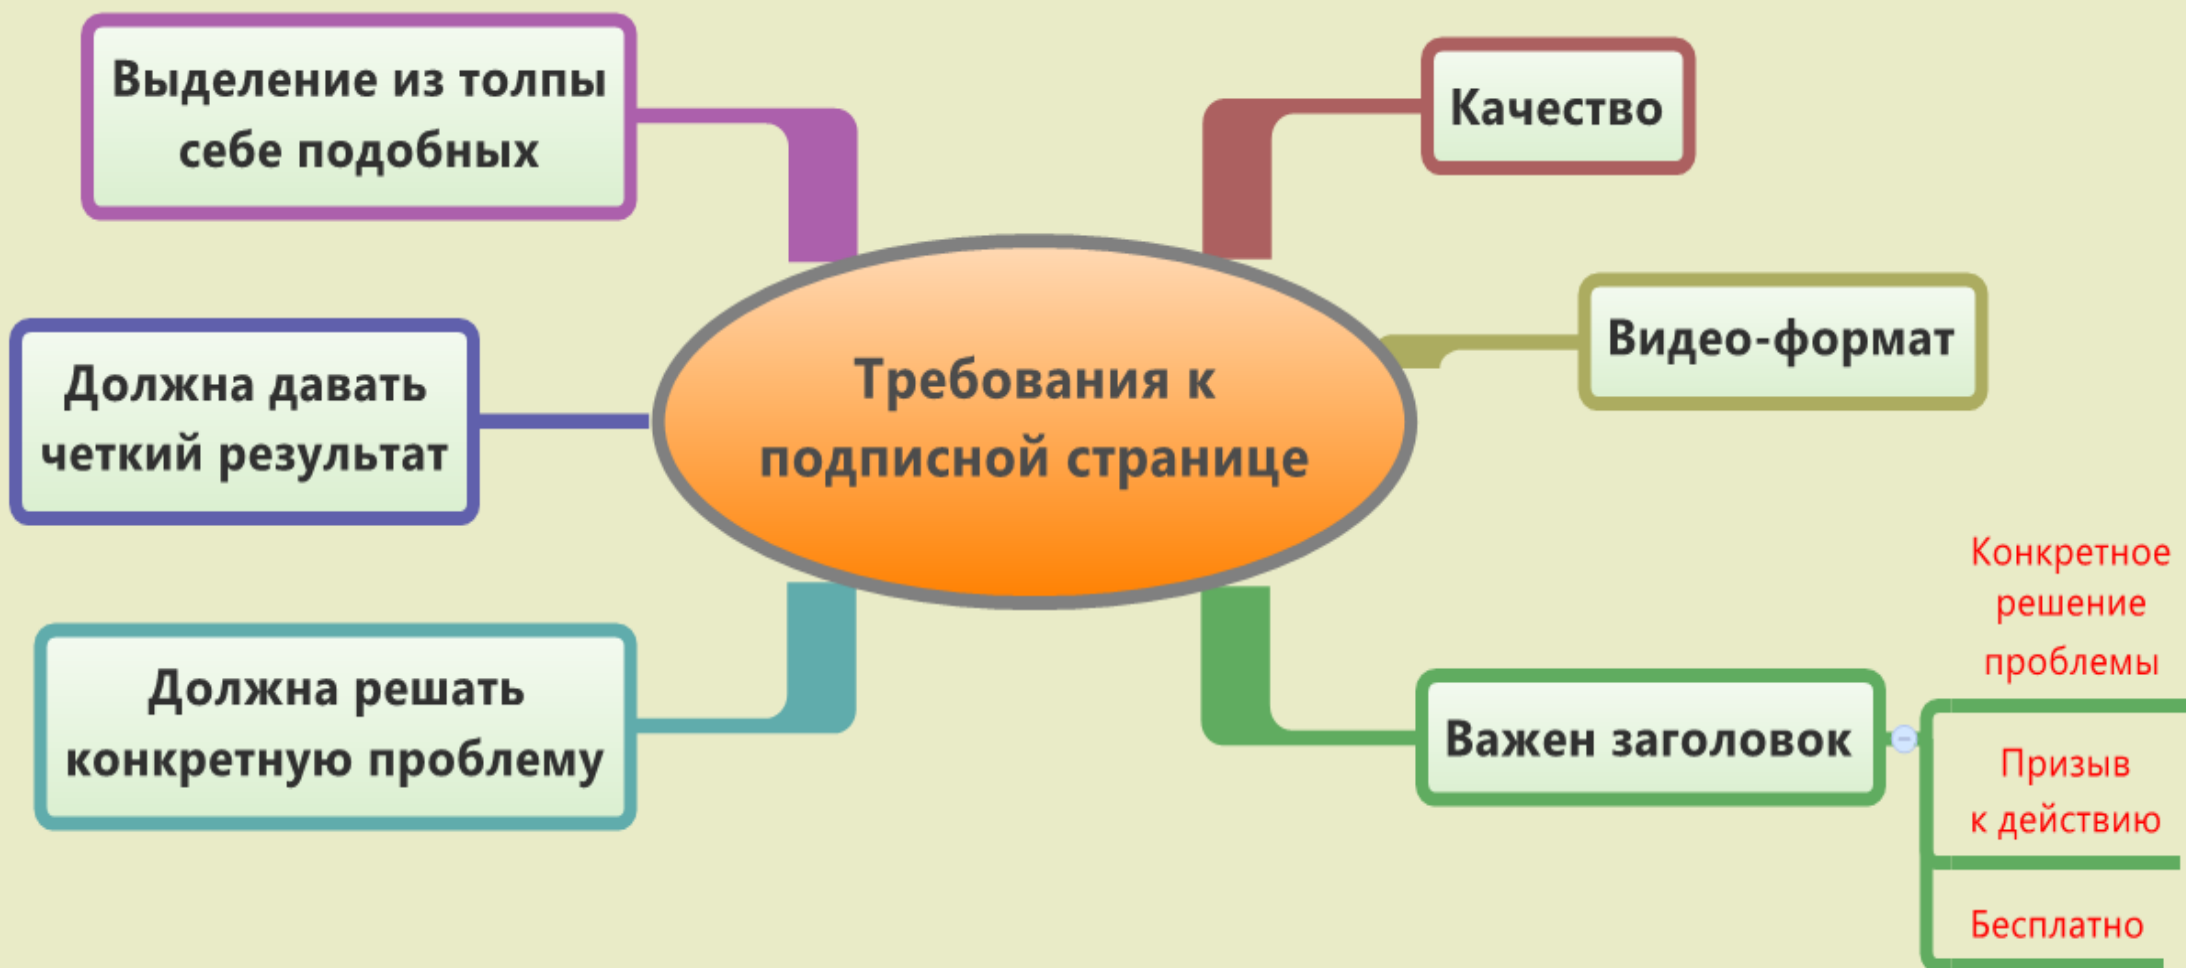 Выделение из толпы
себе подобных
Качество
Должна давать
четкий результат
Требования к
подписной странице
Видео-формат
Должна решать
конкретную проблему
Важен заголовок
Конкретное
решение
проблемы
Призыв
к действию
Бесплатно